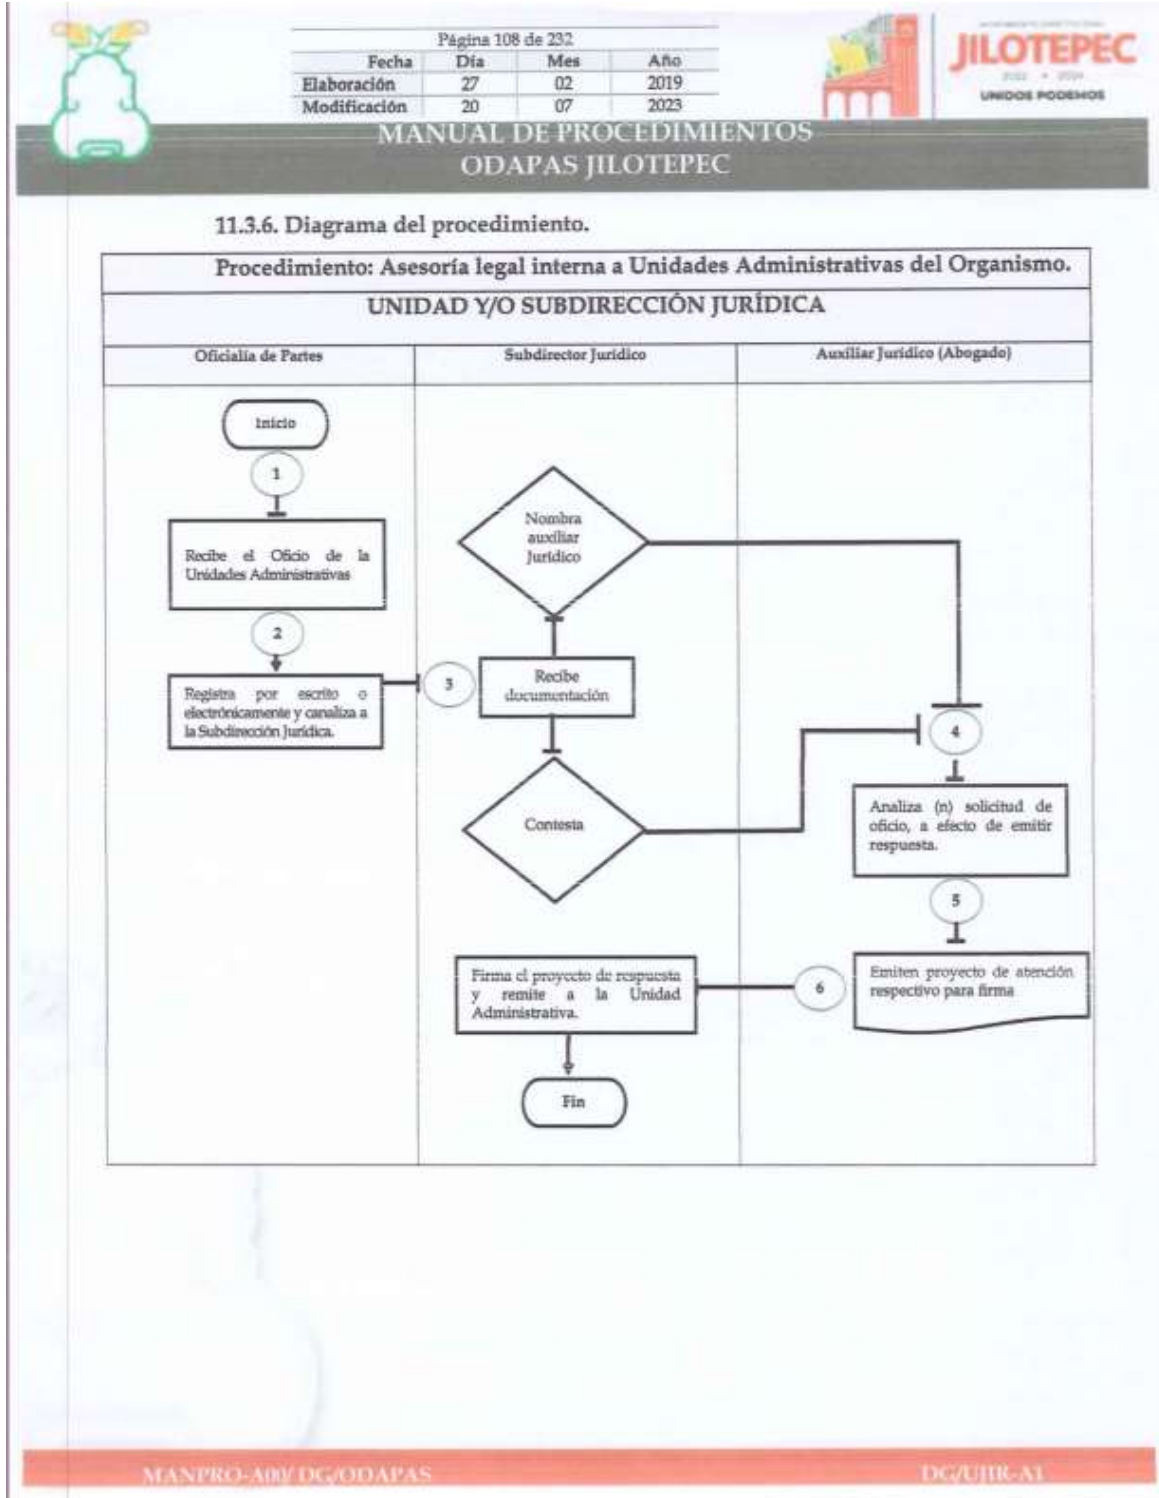 Página 108 de 232
Fecha Día Mes Año
Elaboración 27 02 2019
Modificación 20 07 2023
JILOTEPEC
UNIDOS PODEMOS
MANUAL DE PROCEDIMIENTOS
ODAPAS JILOTEPEC
11.3.6. Diagrama del procedimiento.
Procedimiento: Asesoría legal interna a Unidades Administrativas del Organismo.
UNIDAD Y/O SUBDIRECCIÓN JURÍDICA
Oficialía de Partes
Subdirector Jurídico
Auxiliar Jurídico (Abogado)
Inicio
1
Recibe el Oficio de la
Unidades Administrativas
2
Registra por escrito o
electrónicamente y canaliza a
la Subdirección Jurídica.
3
Nombra
auxiliar
Jurídico
Recibe
documentación
Contesta
4
Analiza (n) solicitud de
oficio, a efecto de emitir
respuesta.
5
Emiten proyecto de atención
respectivo para firma
6
Firma el proyecto de respuesta
y remite a la Unidad
Administrativa.
Fin
MANPRO-A00/ DG/ODAPAS
DG/UJIR-A1